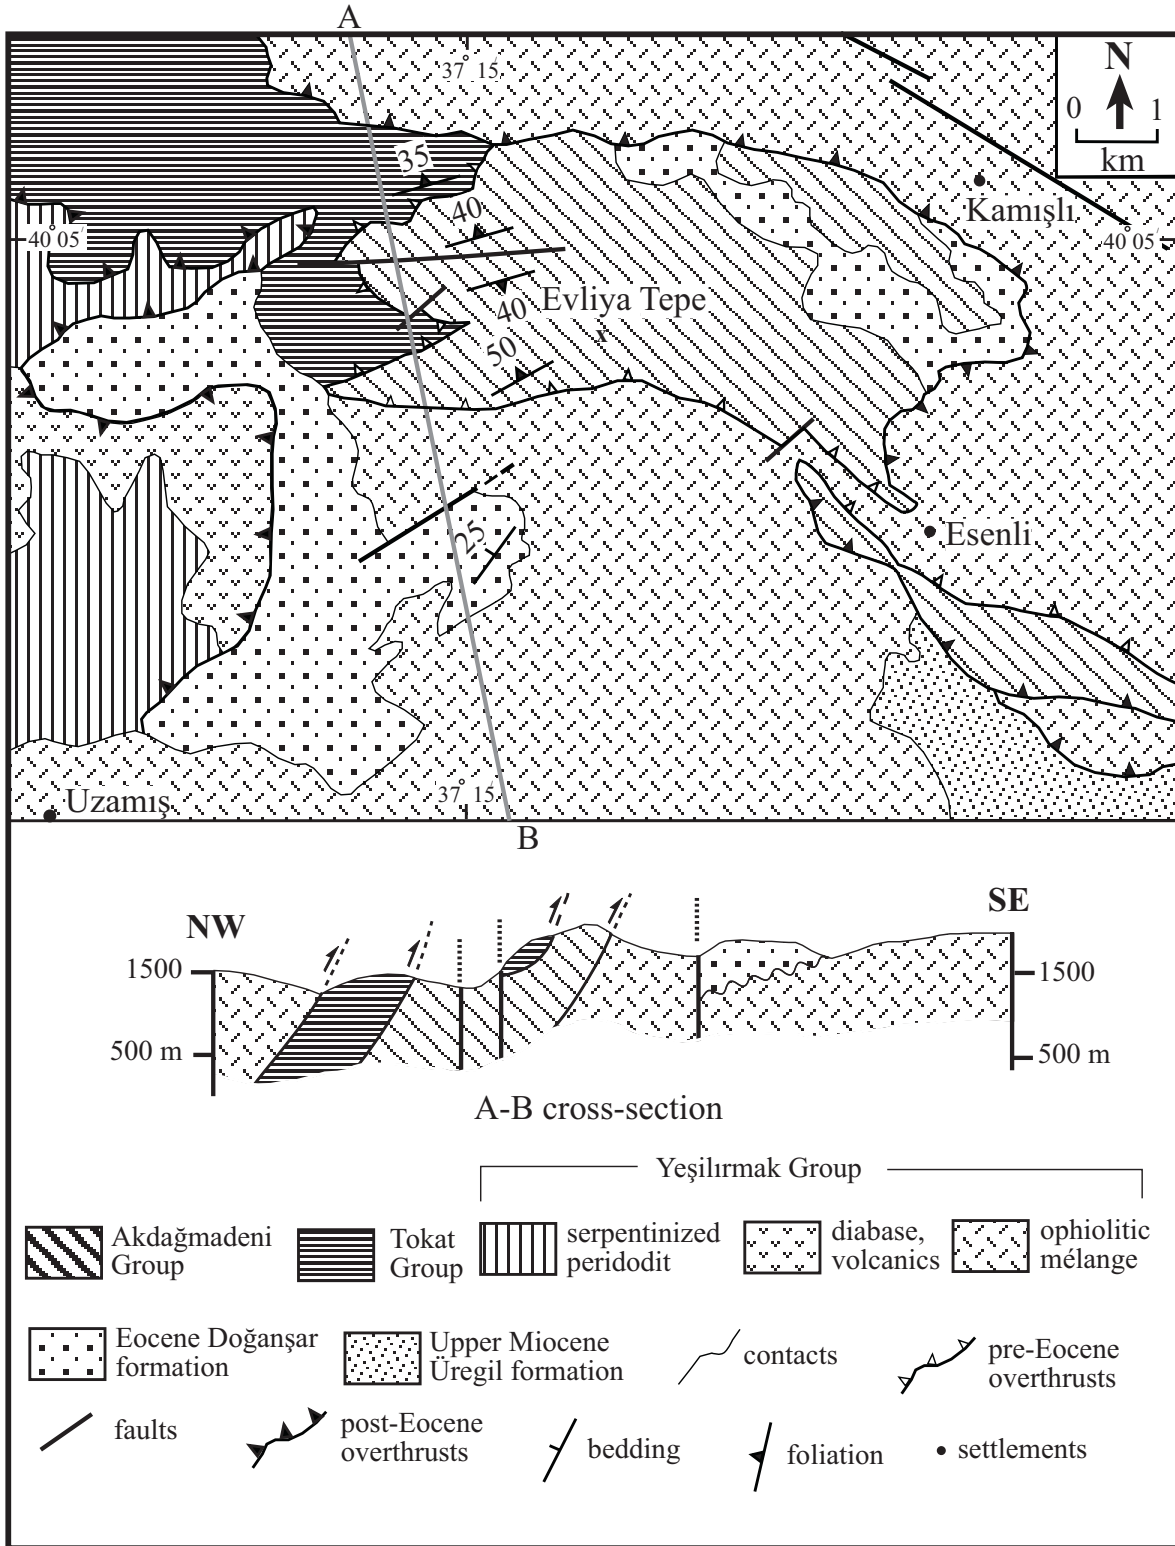 A
37° 15'
N
0 1
km
35
40
Kamışlı
40° 05'
40° 05'
Evliya Tepe
x
40
50
25
Esenli
Uzamış
37° 15'
B
NW
SE
1500
1500
500 m
500 m
A-B cross-section
Yeşilırmak Group
Akdağmadeni
Group
Tokat
Group
serpentinized
peridodit
diabase,
volcanics
ophiolitic
mélange
Eocene Doğanşar
formation
Upper Miocene
Üregil formation
contacts
pre-Eocene
overthrusts
faults
post-Eocene
overthrusts
bedding
foliation
settlements